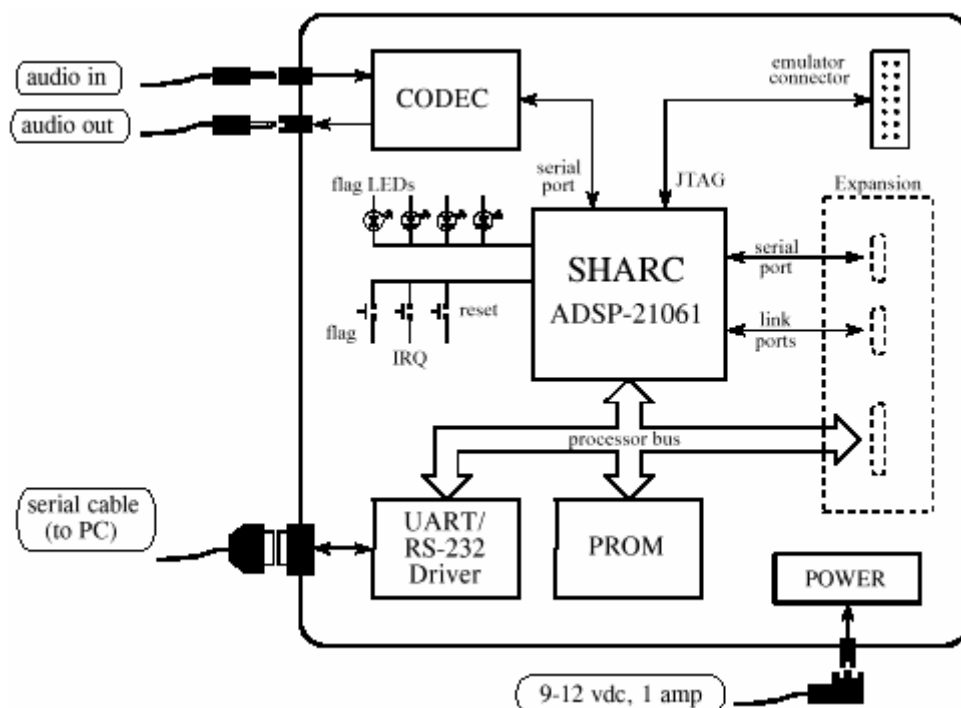 audio in
audio out
CODEC
emulator
connector
serial
port
JTAG
flag LEDs
Expansion
SHARC
ADSP-21061
serial
port
link
ports
flag
IRQ
reset
processor bus
serial cable
(to PC)
UART/
RS-232
Driver
PROM
POWER
9-12 vdc, 1 amp